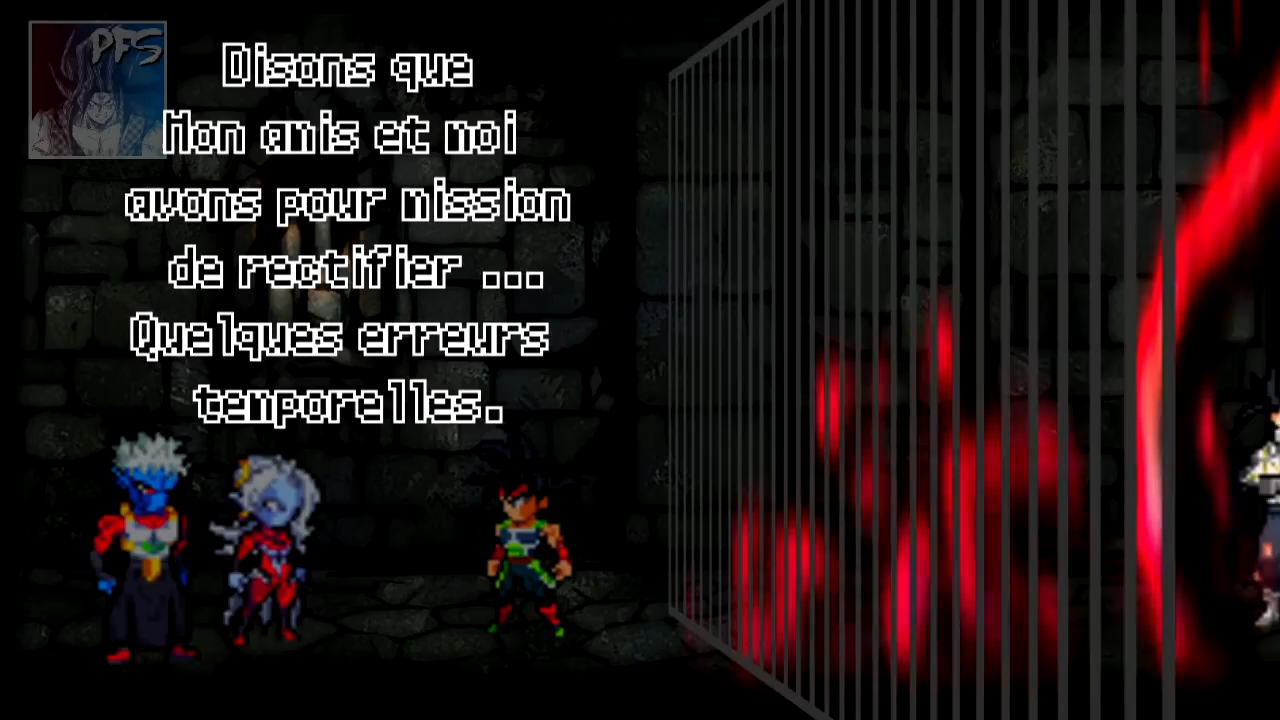 PFS
Disons que
Mon amis et moi
avons pour mission
de rectifier ...
Quelques erreurs
temporelles.